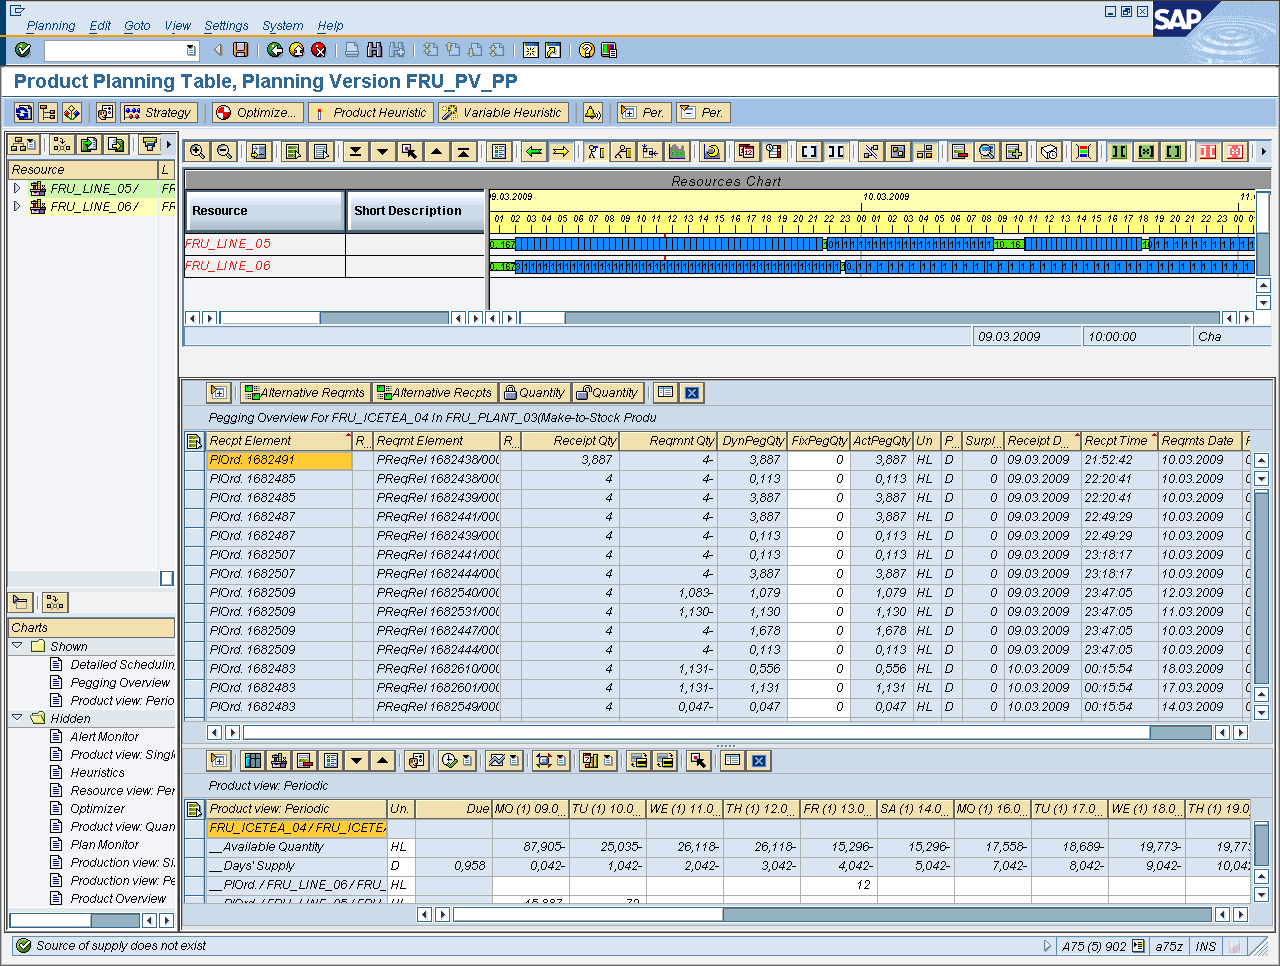 Planning Edit Goto View Settings System Help
SAP
Product Planning Table, Planning Version FRU_PV_PP
Strategy Optimize... Product Heuristic Variable Heuristic Per. Per.
Resource L
FRU_LINE_05/ FR
FRU_LINE_06/ FR
Resources Chart
Resource Short Description
09.03.2009 10.03.2009 11.
01 02 03 04 05 06 07 08 09 10 11 12 13 14 15 16 17 18 19 20 21 22 23 00 01 02 03 04 05 06 07 08 09 10 11 12 13 14 15 16 17 18 19 20 21 22 23 00 01
FRU_LINE_05
FRU_LINE_06
09.03.2009 10:00:00 Cha
Alternative Reqmts Alternative Recpts Quantity Quantity
Pegging Overview For FRU_ICETEA_04 In FRU_PLANT_03(Make-to-Stock Produ
Recpt Element R... Reqmt Element R... Receipt Qty Reqmnt Qty DynPegQty FixPegQty ActPegQty Un P... Surpl... Receipt D... Recpt Time Reqmts Date
PlOrd. 1682491 PReqRel 1682438/000 3,887 4- 3,887 0 3,887 HL D 0 09.03.2009 21:52:42 10.03.2009
PlOrd. 1682485 PReqRel 1682438/000 4 4- 0,113 0 0,113 HL D 0 09.03.2009 22:20:41 10.03.2009
PlOrd. 1682485 PReqRel 1682439/000 4 4- 3,887 0 3,887 HL D 0 09.03.2009 22:20:41 10.03.2009
PlOrd. 1682487 PReqRel 1682441/000 4 4- 3,887 0 3,887 HL D 0 09.03.2009 22:49:29 10.03.2009
PlOrd. 1682487 PReqRel 1682439/000 4 4- 0,113 0 0,113 HL D 0 09.03.2009 22:49:29 10.03.2009
PlOrd. 1682507 PReqRel 1682441/000 4 4- 0,113 0 0,113 HL D 0 09.03.2009 23:18:17 10.03.2009
PlOrd. 1682507 PReqRel 1682444/000 4 4- 3,887 0 3,887 HL D 0 09.03.2009 23:18:17 10.03.2009
PlOrd. 1682509 PReqRel 1682540/000 4 1,083- 1,079 0 1,079 HL D 0 09.03.2009 23:47:05 12.03.2009
PlOrd. 1682509 PReqRel 1682531/000 4 1,130- 1,130 0 1,130 HL D 0 09.03.2009 23:47:05 11.03.2009
PlOrd. 1682509 PReqRel 1682447/000 4 4- 1,678 0 1,678 HL D 0 09.03.2009 23:47:05 10.03.2009
PlOrd. 1682509 PReqRel 1682444/000 4 4- 0,113 0 0,113 HL D 0 09.03.2009 23:47:05 10.03.2009
PlOrd. 1682483 PReqRel 1682610/000 4 1,131- 0,556 0 0,556 HL D 0 10.03.2009 00:15:54 18.03.2009
PlOrd. 1682483 PReqRel 1682601/000 4 1,131- 1,131 0 1,131 HL D 0 10.03.2009 00:15:54 17.03.2009
PlOrd. 1682483 PReqRel 1682549/000 4 0,047- 0,047 0 0,047 HL D 0 10.03.2009 00:15:54 14.03.2009
Charts
Shown
Detailed Schedulin
Pegging Overview
Product view: Perio
Hidden
Alert Monitor
Product view: Singl
Heuristics
Resource view: Per
Optimizer
Product view: Quan
Plan Monitor
Production view: Si
Production view: Pe
Product Overview
Product view: Periodic
Product view: Periodic Un. Due MO (1) 09.0... TU (1) 10.0... WE (1) 11.0... TH (1) 12.0... FR (1) 13.0... SA (1) 14.0... MO (1) 16.0... TU (1) 17.0... WE (1) 18.0... TH (1) 19.0
FRU_ICETEA_04 / FRU_ICETEA
__Available Quantity HL 87,905- 25,035- 26,118- 26,118- 15,296- 15,296- 17,558- 18,689- 19,773- 19,773
__Days' Supply D 0,958 0,042- 1,042- 2,042- 3,042- 4,042- 5,042- 7,042- 8,042- 9,042- 10,042
__PlOrd. / FRU_LINE_06 / FRU_ HL 12
__PlOrd. / FRU_LINE_05 / FRU_ HL 15,887 72
Source of supply does not exist
A75 (5) 902 a75z INS